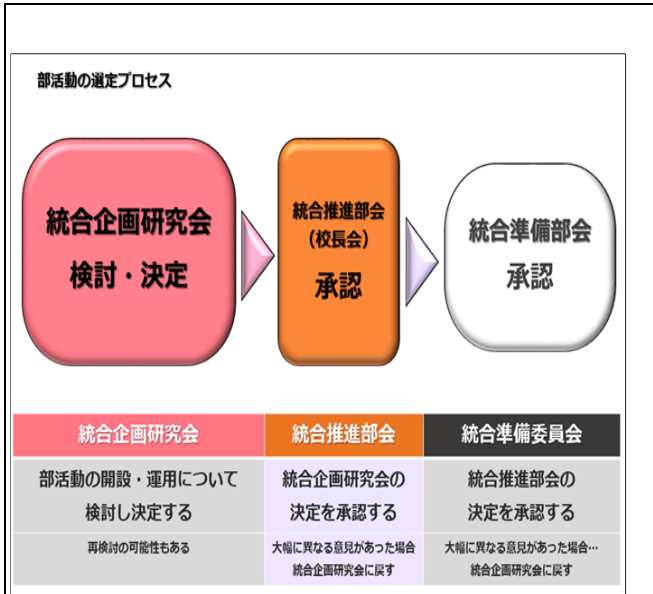 部活動の選定プロセス
統合企画研究会
検討・決定
統合推進部会
(校長会)
承認
統合準備部会
承認
統合企画研究会
統合推進部会
統合準備委員会
部活動の開設・運用について
検討し決定する
統合企画研究会の
決定を承認する
統合推進部会の
決定を承認する
再検討の可能性もある
大幅に異なる意見があった場合
統合企画研究会に戻す
大幅に異なる意見があった場合…
統合企画研究会に戻す